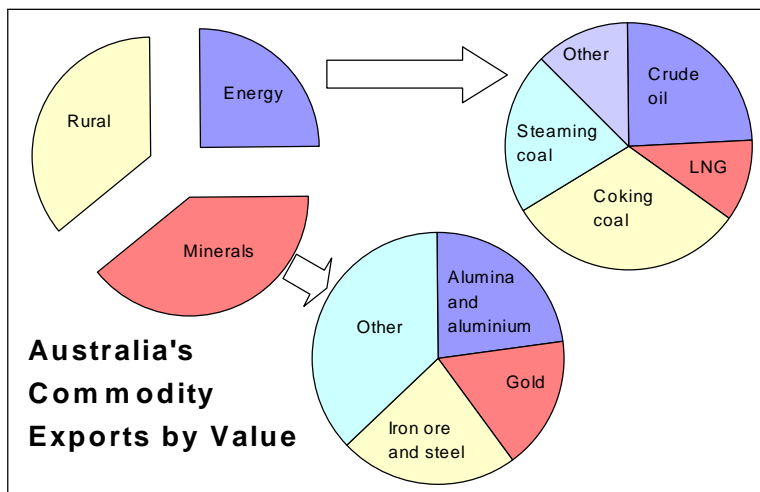 Rural
Energy
Minerals
Other
Crude
oil
Steaming
coal
LNG
Coking
coal
Alumina
and
aluminium
Other
Gold
Iron ore
and steel
Australia's
Commodity
Exports by Value